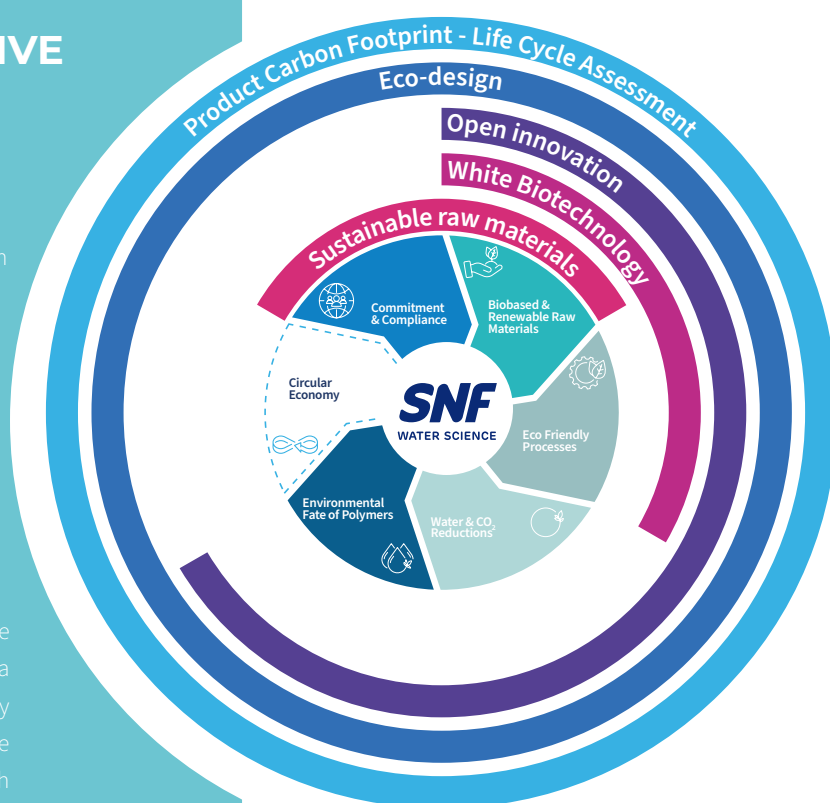 IVE
n
e
a
y
e
n
Product Carbon Footprint - Life Cycle Assessment
Eco-design
Open innovation
White Biotechnology
Sustainable raw materials
Commitment
& Compliance
Biobased &
Renewable Raw
Materials
Circular
Economy
SNF
WATER SCIENCE
Eco Friendly
Processes
Environmental
Fate of Polymers
Water & CO₂
Reductions²